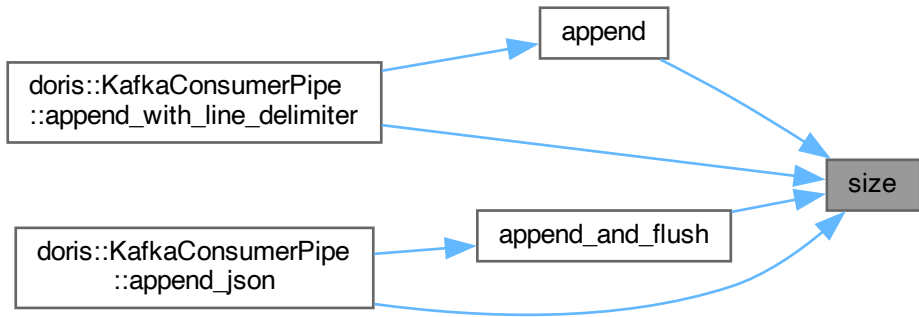 append
doris::KafkaConsumerPipe
::append_with_line_delimiter
size
append_and_flush
doris::KafkaConsumerPipe
::append_json